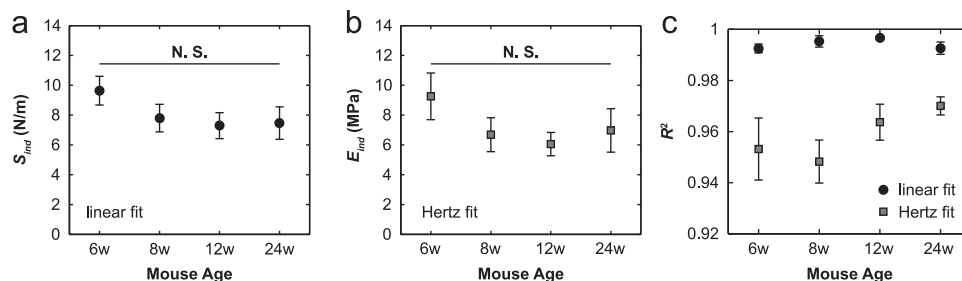 a
14
12
10
8
6
4
2
0
S_ind (N/m)
N. S.
linear fit
6w 8w 12w 24w
Mouse Age
b
14
12
10
8
6
4
2
0
E_ind (MPa)
N. S.
Hertz fit
6w 8w 12w 24w
Mouse Age
c
1
0.98
0.96
0.94
0.92
R²
linear fit
Hertz fit
6w 8w 12w 24w
Mouse Age